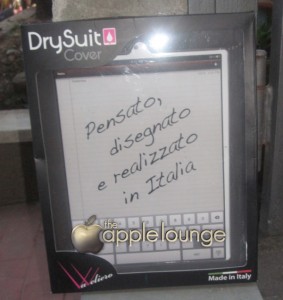 DrySuit
Cover
Pensato,
disegnato
e realizzato
in Italia
the
applelounge
Made in Italy